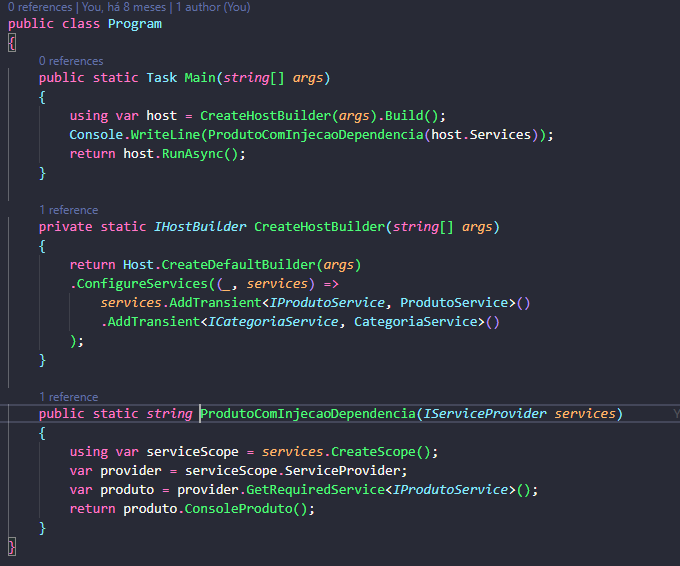 0 references | You, há 8 meses | 1 author (You)
public class Program
{
0 references
public static Task Main(string[] args)
{
using var host = CreateHostBuilder(args).Build();
Console.WriteLine(ProdutoComInjecaoDependencia(host.Services));
return host.RunAsync();
}
1 reference
private static IHostBuilder CreateHostBuilder(string[] args)
{
return Host.CreateDefaultBuilder(args)
.ConfigureServices((_, services) =>
services.AddTransient<IProdutoService, ProdutoService>()
.AddTransient<ICategoriaService, CategoriaService>()
);
}
1 reference
public static string ProdutoComInjecaoDependencia(IServiceProvider services)
{
using var serviceScope = services.CreateScope();
var provider = serviceScope.ServiceProvider;
var produto = provider.GetRequiredService<IProdutoService>();
return produto.ConsoleProduto();
}
}